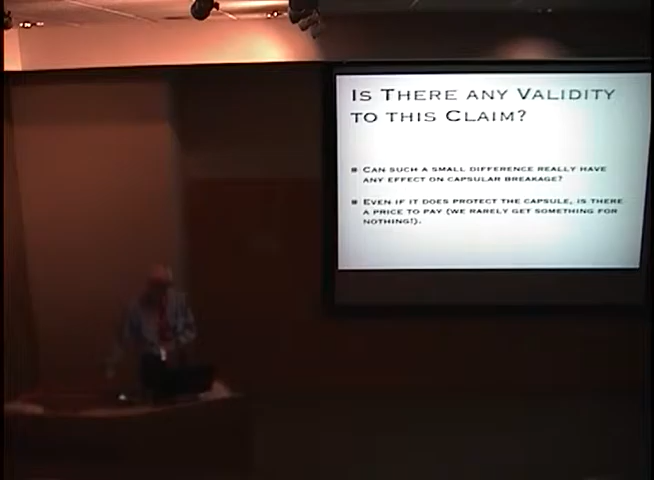 IS THERE ANY VALIDITY
TO THIS CLAIM?
CAN SUCH A SMALL DIFFERENCE REALLY HAVE
ANY EFFECT ON CAPSULAR BREAKAGE?
EVEN IF IT DOES PROTECT THE CAPSULE, IS THERE
A PRICE TO PAY (WE RARELY GET SOMETHING FOR
NOTHING!).